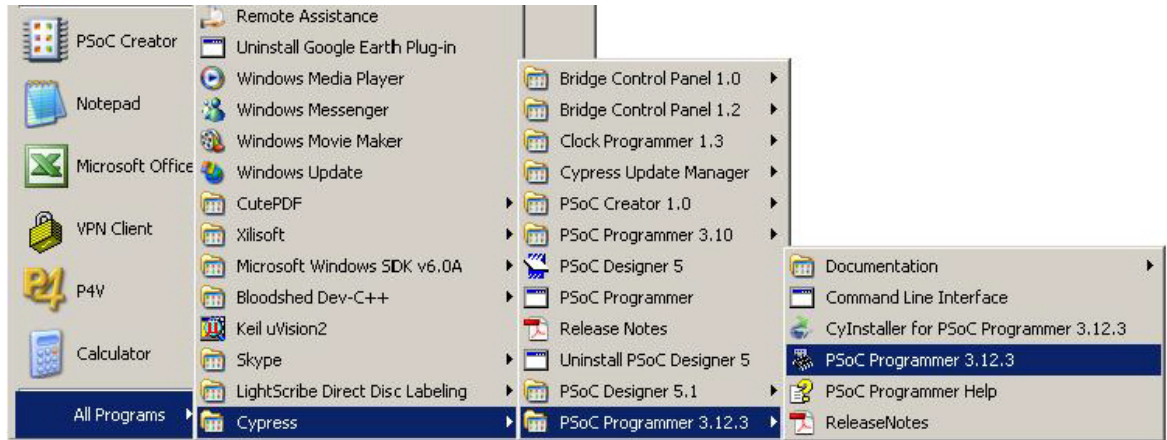 PSoC Creator
Notepad
Microsoft Office
VPN Client
P4V
Calculator
All Programs
Remote Assistance
Uninstall Google Earth Plug-in
Windows Media Player
Windows Messenger
Windows Movie Maker
Windows Update
CutePDF
Xilisoft
Microsoft Windows SDK v6.0A
Bloodshed Dev-C++
Keil uVision2
Skype
LightScribe Direct Disc Labeling
Cypress
Bridge Control Panel 1.0
Bridge Control Panel 1.2
Clock Programmer 1.3
Cypress Update Manager
PSoC Creator 1.0
PSoC Programmer 3.10
PSoC Designer 5
PSoC Programmer
Release Notes
Uninstall PSoC Designer 5
PSoC Designer 5.1
PSoC Programmer 3.12.3
Documentation
Command Line Interface
CyInstaller for PSoC Programmer 3.12.3
PSoC Programmer 3.12.3
PSoC Programmer Help
ReleaseNotes